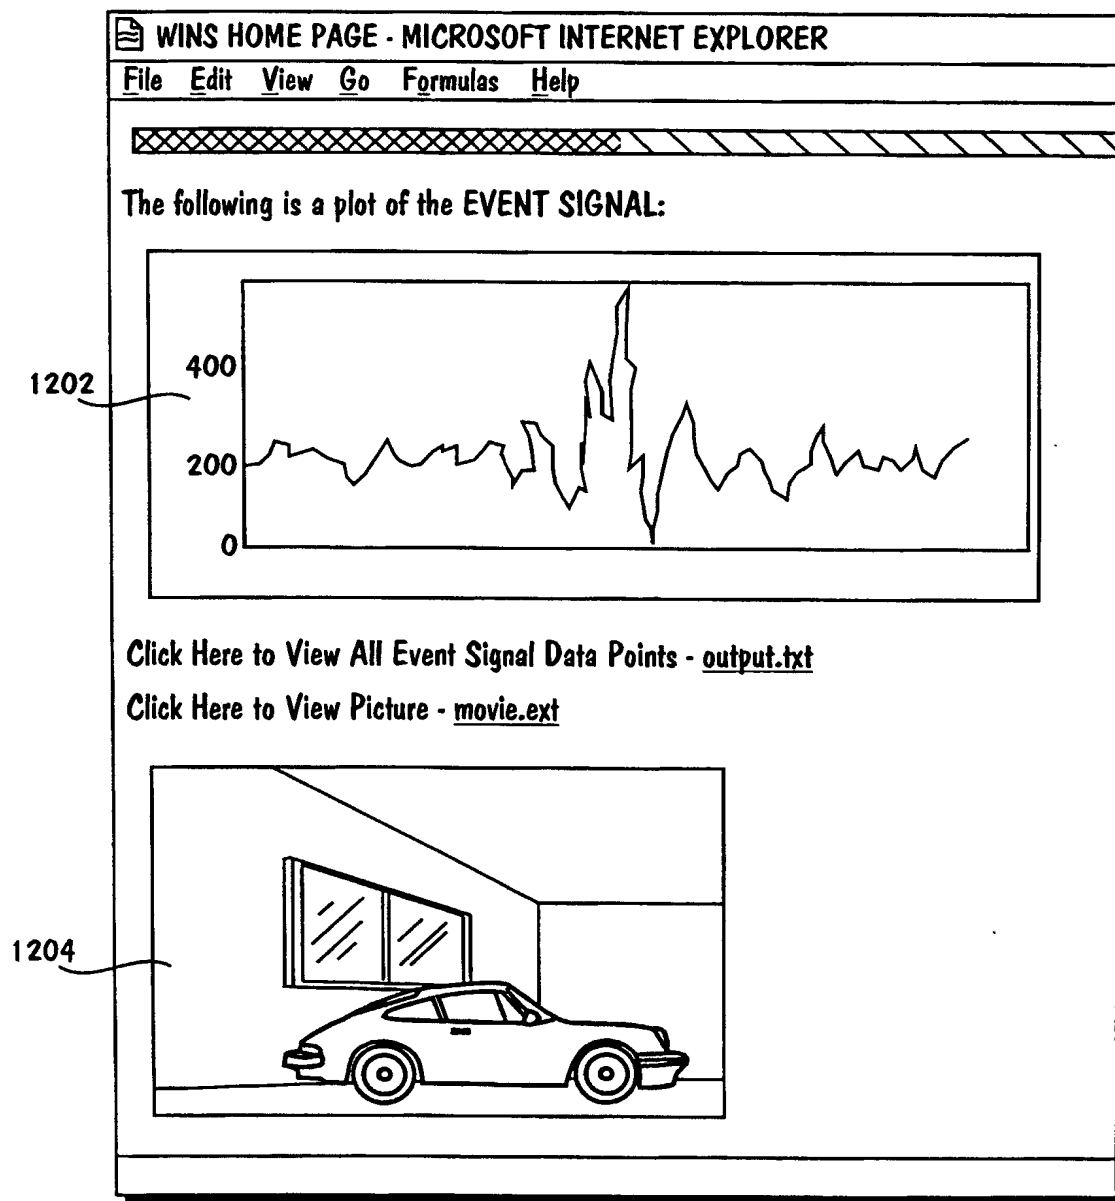 WINS HOME PAGE - MICROSOFT INTERNET EXPLORER
File Edit View Go Formulas Help
The following is a plot of the EVENT SIGNAL:
400
1202
200
0
Click Here to View All Event Signal Data Points - output.txt
Click Here to View Picture - movie.ext
1204